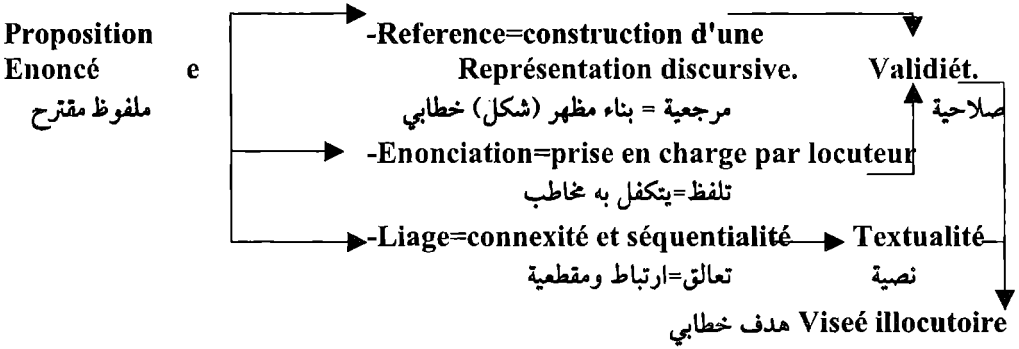 Proposition -Reference=construction d'une
Enoncé e Représentation discursive. Validiét.
ملفوظ مقترح مرجعية = بناء مظهر (شكل) خطابي صلاحية
-Enonciation=prise en charge par locuteur
تلفظ=يتكفل به مخاطب
-Liage=connexité et séquentialité Textualité
تعالق=ارتباط ومقطعية نصية
Viseé illocutoire هدف خطابي